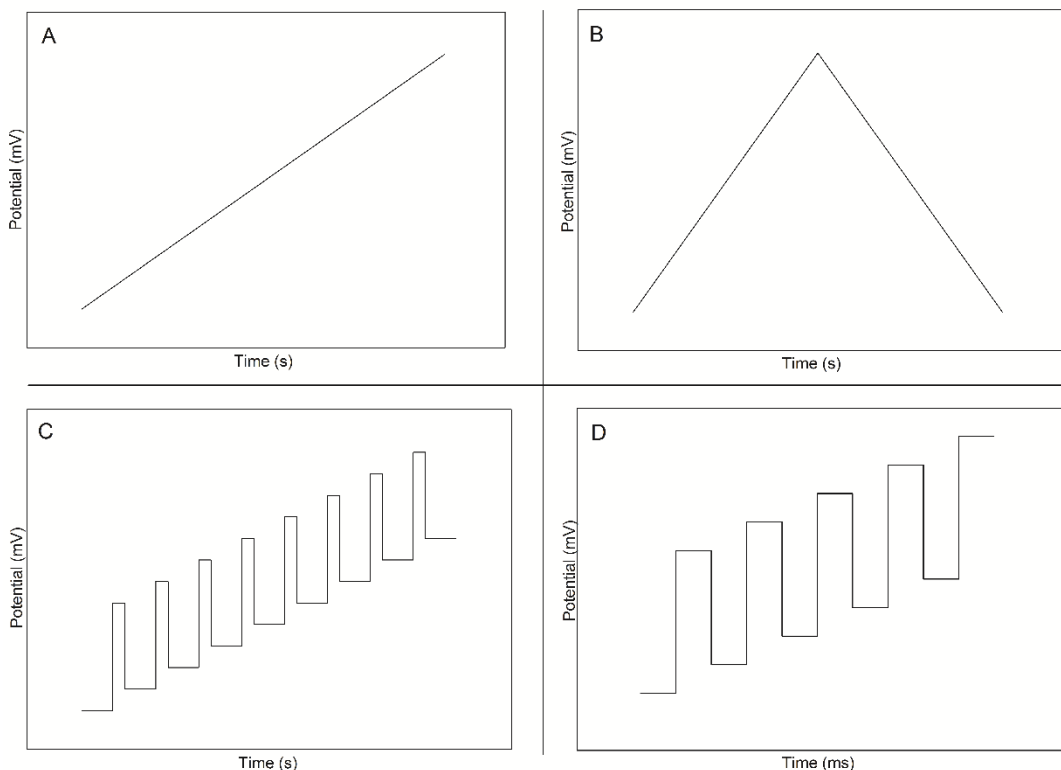 A
Potential (mV)
Time (s)
B
Potential (mV)
Time (s)
C
Potential (mV)
Time (s)
D
Potential (mV)
Time (ms)